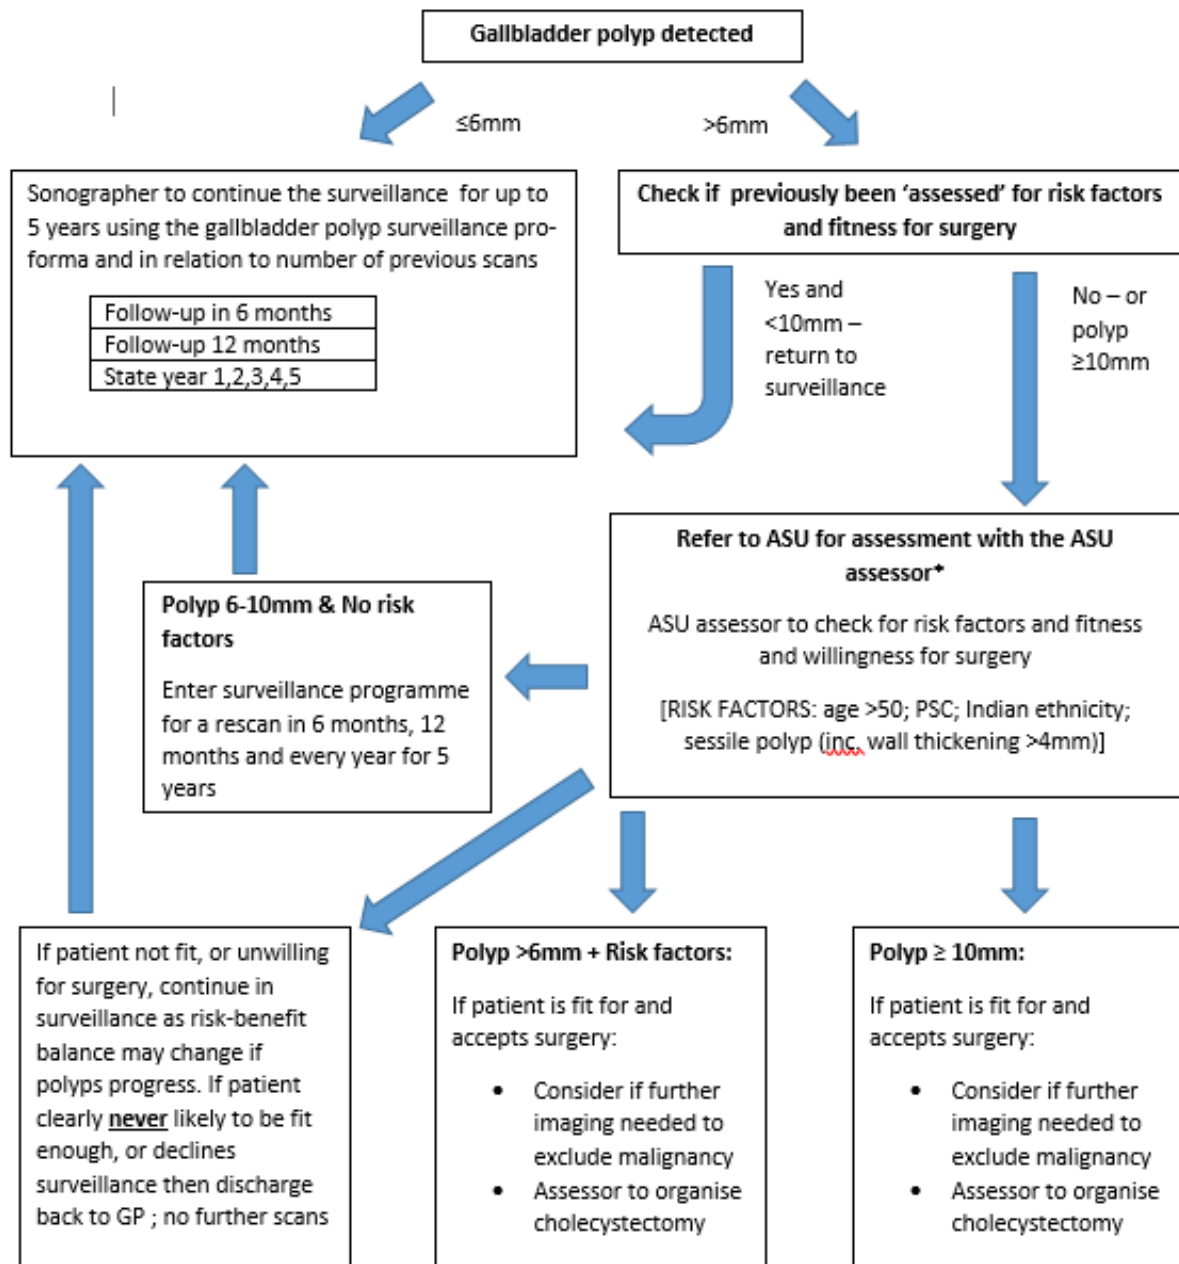 Gallbladder polyp detected
≤6mm
>6mm
Sonographer to continue the surveillance for up to
5 years using the gallbladder polyp surveillance pro-
forma and in relation to number of previous scans
Follow-up in 6 months
Follow-up 12 months
State year 1,2,3,4,5
Check if previously been ‘assessed’ for risk factors
and fitness for surgery
Yes and
<10mm –
return to
surveillance
No – or
polyp
≥10mm
Refer to ASU for assessment with the ASU
assessor*
ASU assessor to check for risk factors and fitness
and willingness for surgery
[RISK FACTORS: age >50; PSC; Indian ethnicity;
sessile polyp (inc. wall thickening >4mm)]
Polyp 6-10mm & No risk
factors
Enter surveillance programme
for a rescan in 6 months, 12
months and every year for 5
years
If patient not fit, or unwilling
for surgery, continue in
surveillance as risk-benefit
balance may change if
polyps progress. If patient
clearly never likely to be fit
enough, or declines
surveillance then discharge
back to GP ; no further scans
Polyp >6mm + Risk factors:
If patient is fit for and
accepts surgery:
• Consider if further
imaging needed to
exclude malignancy
• Assessor to organise
cholecystectomy
Polyp ≥ 10mm:
If patient is fit for and
accepts surgery:
• Consider if further
imaging needed to
exclude malignancy
• Assessor to organise
cholecystectomy